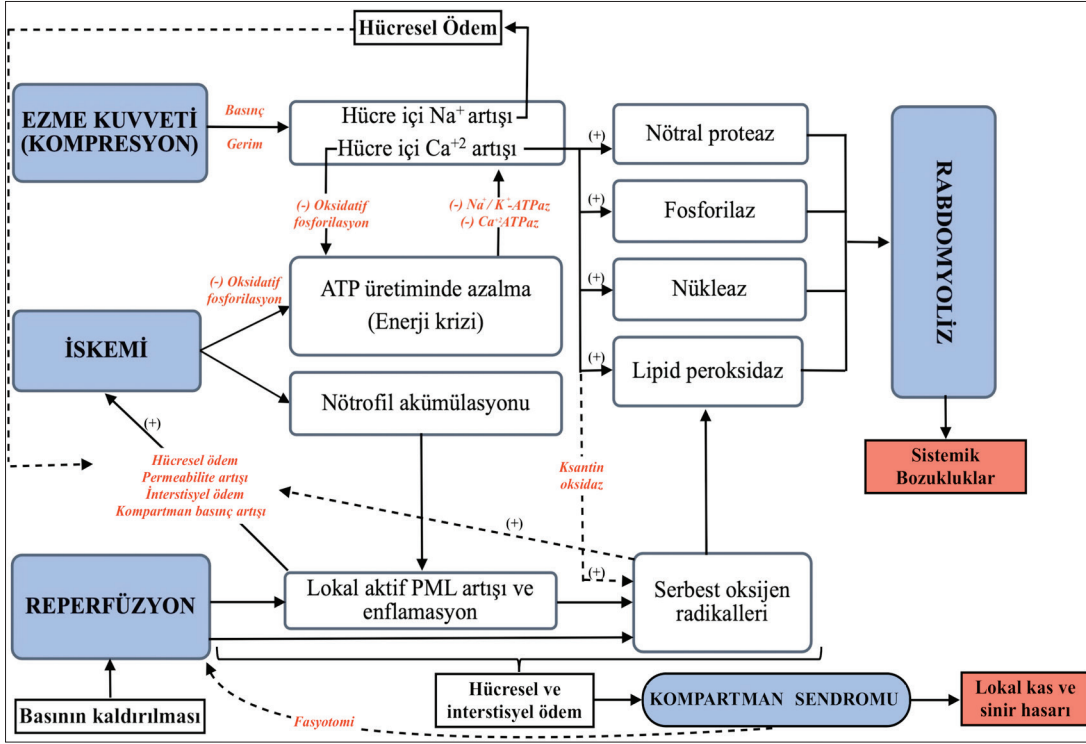 Hücresel Ödem
EZME KUVVETİ
(KOMPRESYON)
Basınç
Gerim
Hücre içi Na⁺ artışı
Hücre içi Ca⁺² artışı
(+)
Nötral proteaz
(-) Oksidatif
fosforilasyon
(-) Na⁺/ K⁺-ATPaz
(-) Ca⁺²ATPaz
(+)
Fosforilaz
RABDOMYOLİZ
(-) Oksidatif
fosforilasyon
ATP üretiminde azalma
(Enerji krizi)
(+)
Nükleaz
İSKEMİ
(+)
Lipid peroksidaz
Nötrofil akümülasyonu
(+)
Hücresel ödem
Permeabilite artışı
İnterstisyel ödem
Kompartman basınç artışı
Ksantin
oksidaz
Sistemik
Bozukluklar
(+)
REPERFÜZYON
Lokal aktif PML artışı ve
enflamasyon
(+)
Serbest oksijen
radikalleri
Basının kaldırılması
Fasyotomi
Hücresel ve
interstisyel ödem
KOMPARTMAN SENDROMU
Lokal kas ve
sinir hasarı